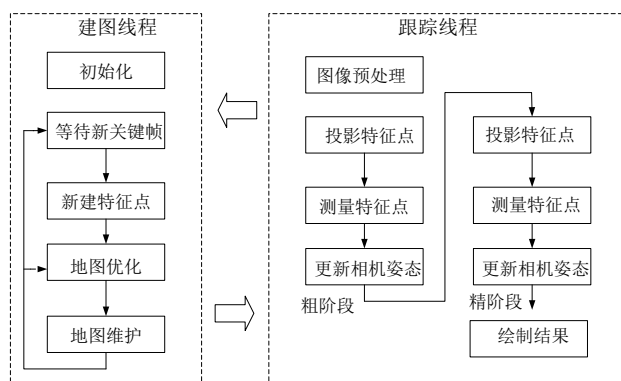 建图线程
初始化
等待新关键帧
新建特征点
地图优化
地图维护
跟踪线程
图像预处理
投影特征点
测量特征点
更新相机姿态
粗阶段
投影特征点
测量特征点
更新相机姿态
精阶段
绘制结果